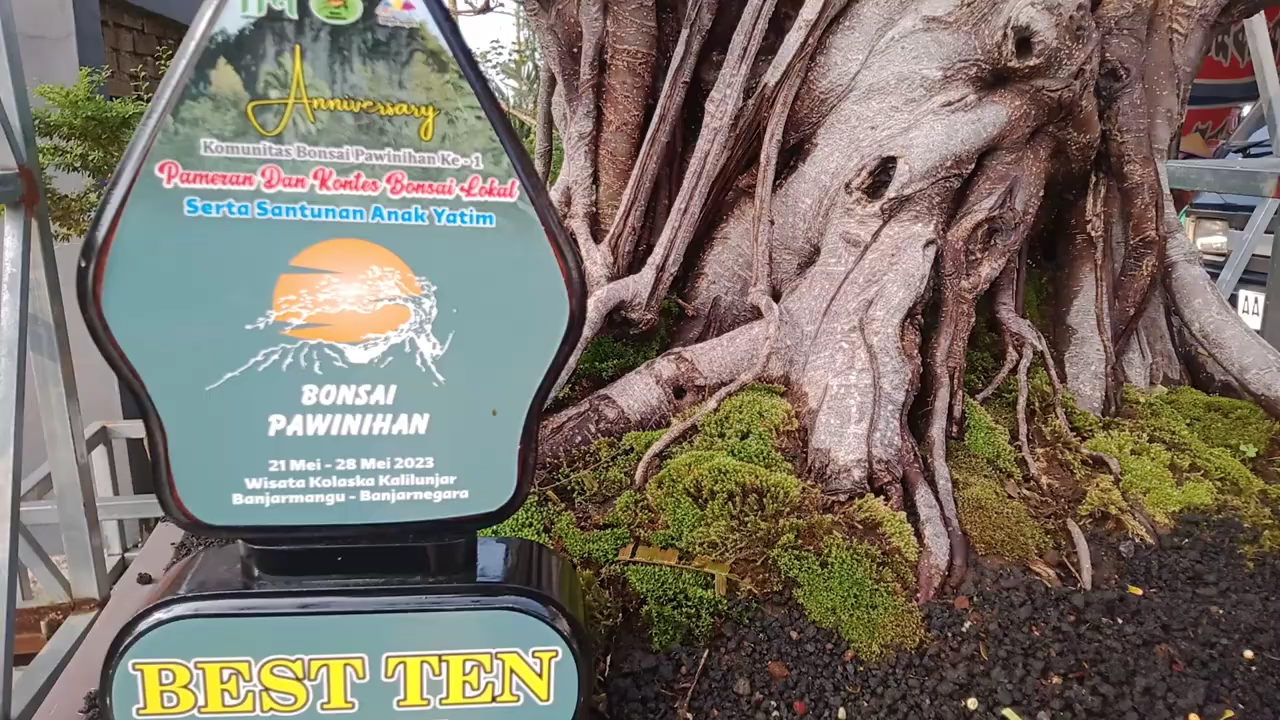 Anniversary
Komunitas Bonsai Pawinihan Ke - 1
Pameran Dan Kontes Bonsai Lokal
Serta Santunan Anak Yatim
BONSAI
PAWINIHAN
21 Mei - 28 Mei 2023
Wisata Kolaska Kalilunjar
Banjarmangu - Banjarnegara
BEST TEN
AA